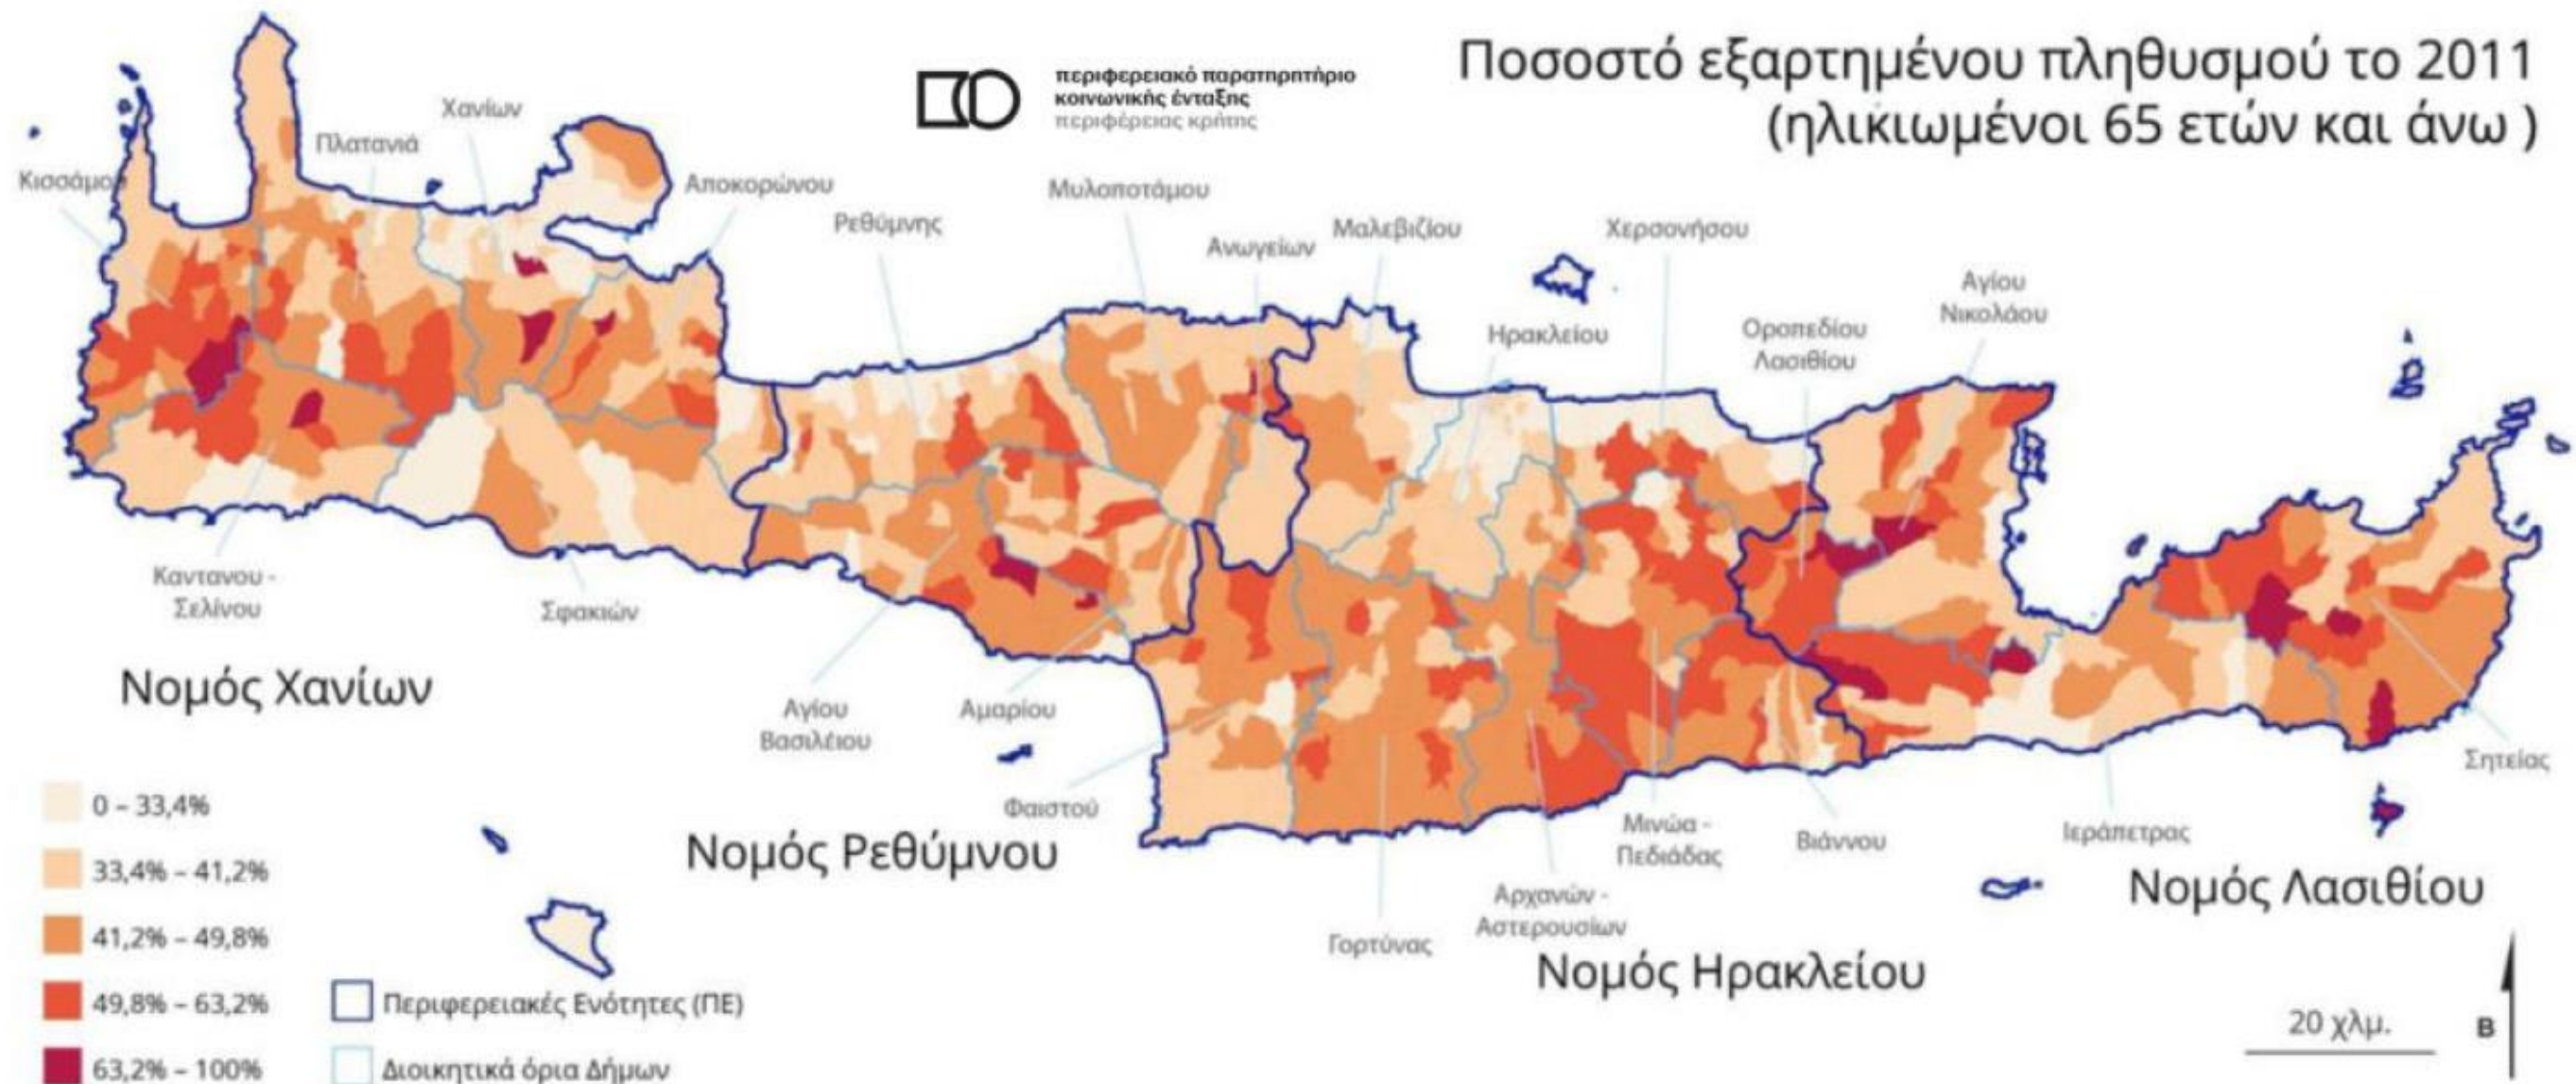 Ποσοστό εξαρτημένου πληθυσμού το 2011
(ηλικιωμένοι 65 ετών και άνω )
περιφερειακό παρατηρητήριο
κοινωνικής ένταξης
περιφέρειας κρήτης
Κισσάμου
Πλατανιά
Χανίων
Αποκορώνου
Ρεθύμνης
Μυλοποτάμου
Ανωγείων
Μαλεβιζίου
Ηρακλείου
Χερσονήσου
Οροπεδίου
Λασιθίου
Αγίου
Νικολάου
Καντανου -
Σελίνου
Σφακιών
Αγίου
Βασιλέιου
Αμαρίου
Φαιστού
Γορτύνας
Αρχανών -
Αστερουσίων
Μινώα -
Πεδιάδας
Βιάννου
Ιεράπετρας
Σητείας
Νομός Χανίων
Νομός Ρεθύμνου
Νομός Ηρακλείου
Νομός Λασιθίου
0 – 33,4%
33,4% – 41,2%
41,2% – 49,8%
49,8% – 63,2%
63,2% – 100%
Περιφερειακές Ενότητες (ΠΕ)
Διοικητικά όρια Δήμων
20 χλμ.
Β